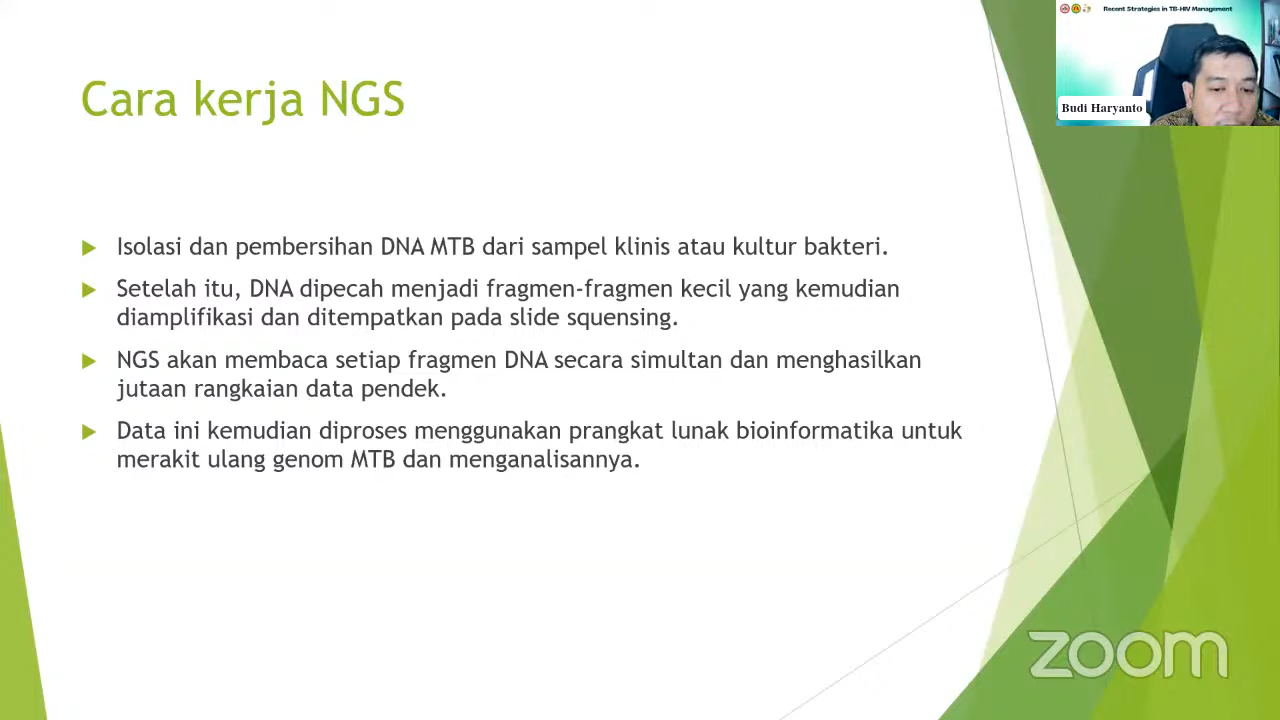 Recent Strategies in TB-HIV Management
Budi Haryanto
Cara kerja NGS
Isolasi dan pembersihan DNA MTB dari sampel klinis atau kultur bakteri.
Setelah itu, DNA dipecah menjadi fragmen-fragmen kecil yang kemudian
diamplifikasi dan ditempatkan pada slide squensing.
NGS akan membaca setiap fragmen DNA secara simultan dan menghasilkan
jutaan rangkaian data pendek.
Data ini kemudian diproses menggunakan prangkat lunak bioinformatika untuk
merakit ulang genom MTB dan menganalisannya.
zoom